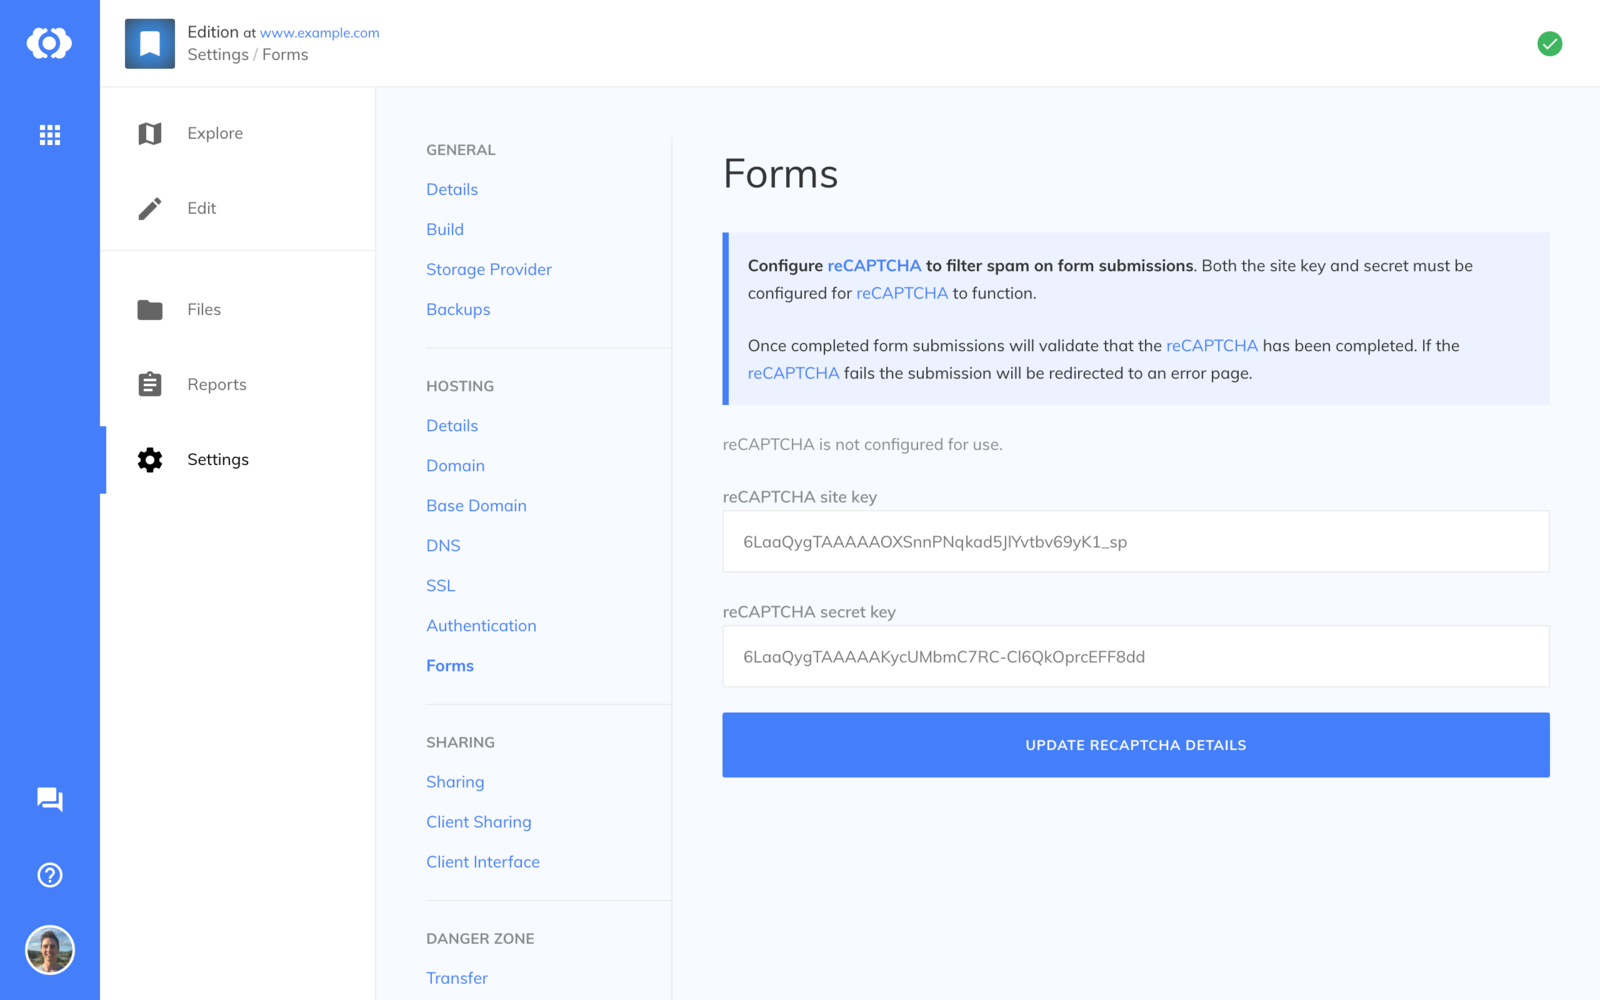 Edition at www.example.com
Settings / Forms
Explore
Edit
Files
Reports
Settings
GENERAL
Details
Build
Storage Provider
Backups
HOSTING
Details
Domain
Base Domain
DNS
SSL
Authentication
Forms
SHARING
Sharing
Client Sharing
Client Interface
DANGER ZONE
Transfer
Forms
Configure reCAPTCHA to filter spam on form submissions. Both the site key and secret must be
configured for reCAPTCHA to function.
Once completed form submissions will validate that the reCAPTCHA has been completed. If the
reCAPTCHA fails the submission will be redirected to an error page.
reCAPTCHA is not configured for use.
reCAPTCHA site key
6LaaQygTAAAAAOXSnnPNqkad5JlYvtbv69yK1_sp
reCAPTCHA secret key
6LaaQygTAAAAAKycUMbmC7RC-Cl6QkOprcEFF8dd
UPDATE RECAPTCHA DETAILS